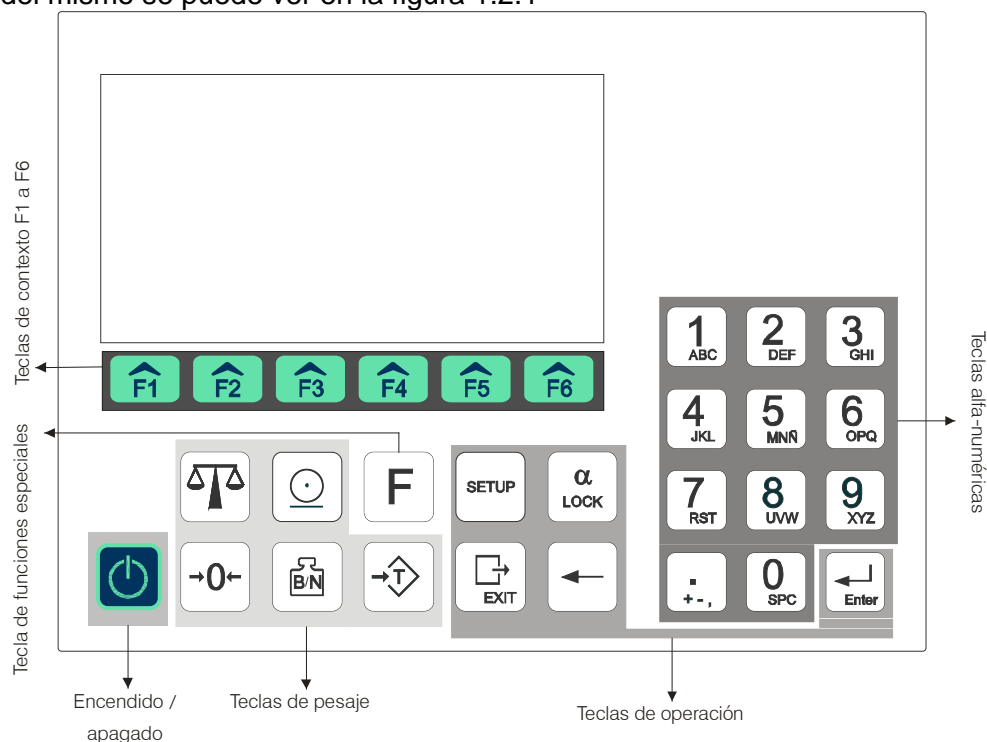 del mismo se puede ver en la figura 1.2.1
Teclas de contexto F1 a F6
F1 F2 F3 F4 F5 F6
Tecla de funciones especiales
F
SETUP
α
LOCK
→0←
B/N
T
EXIT
1
ABC
2
DEF
3
GHI
4
JKL
5
MNÑ
6
OPQ
7
RST
8
UVW
9
XYZ
.
+ - ,
0
SPC
Enter
Teclas alfa-numéricas
Encendido /
apagado
Teclas de pesaje
Teclas de operación